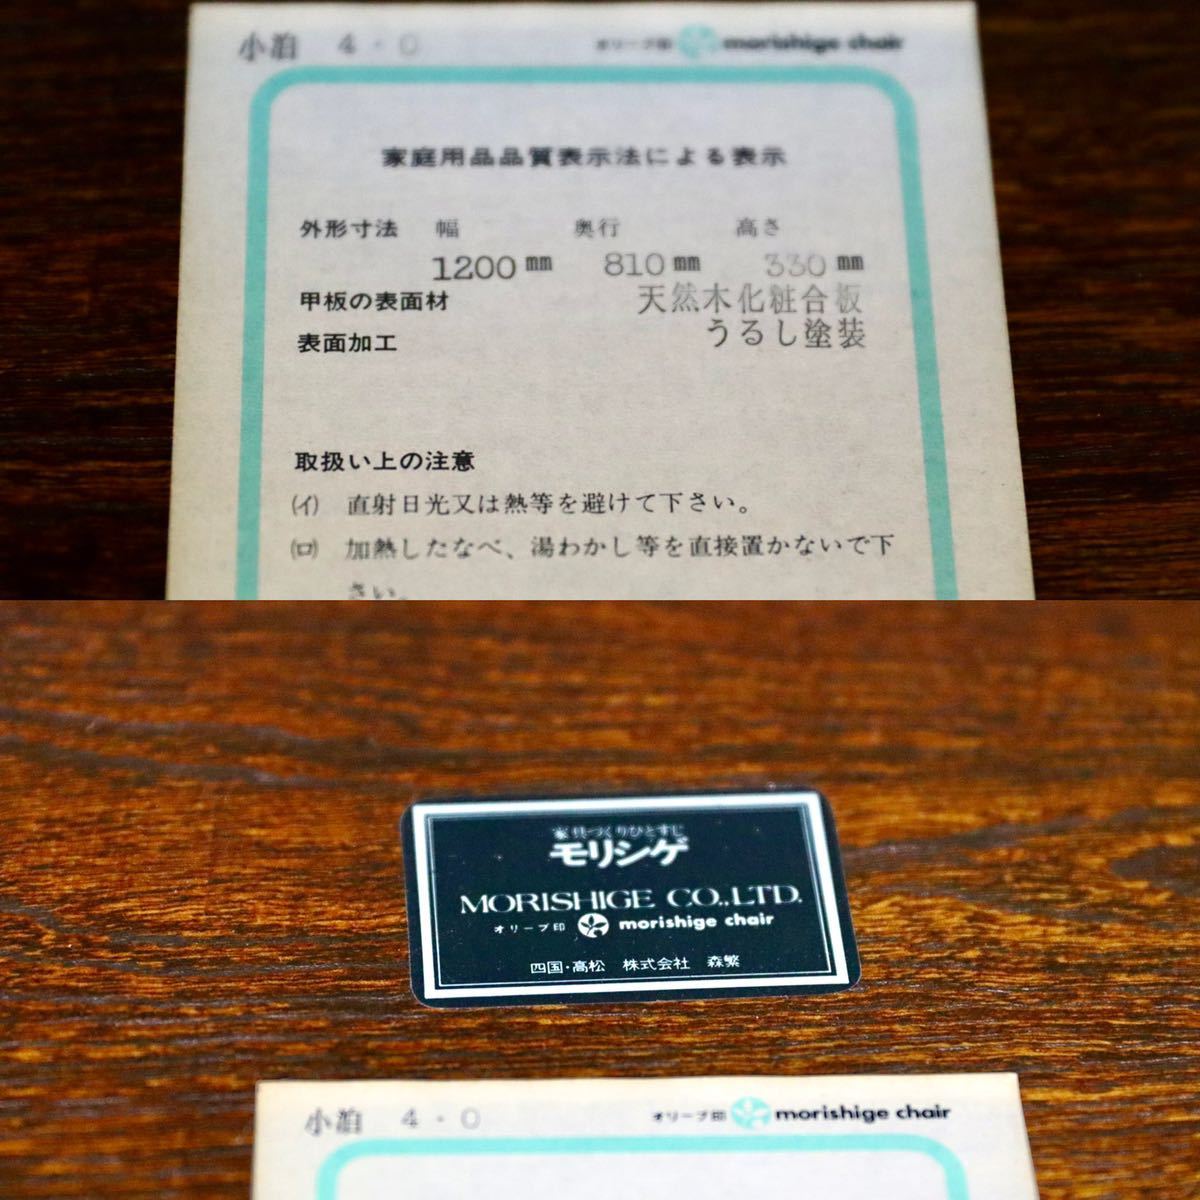 小泊 4・0
オリーブ印 morishige chair
家庭用品品質表示法による表示
外形寸法 幅 奥行 高さ
1200mm 810mm 330mm
甲板の表面材 天然木化粧合板
表面加工 うるし塗装
取扱い上の注意
(イ) 直射日光又は熱等を避けて下さい。
(ロ) 加熱したなべ、湯わかし等を直接置かないで下
さい。
家具づくりひとすじ
モリシゲ
MORISHIGE CO.,LTD.
オリーブ印 morishige chair
四国・高松 株式会社 森繁
小泊 4・0
オリーブ印 morishige chair